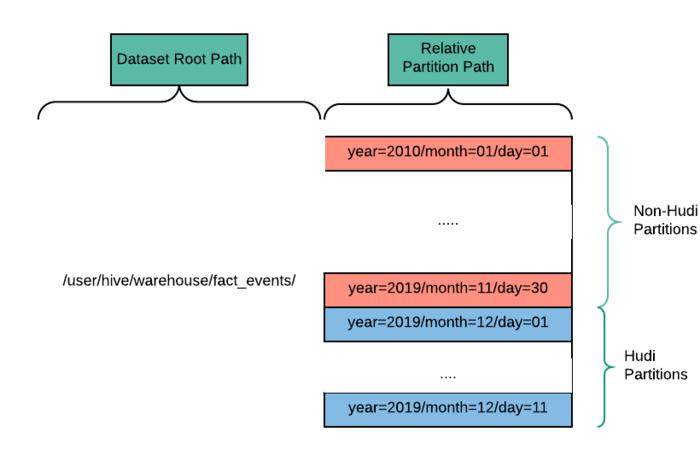 Dataset Root Path
Relative
Partition Path
year=2010/month=01/day=01
.....
Non-Hudi
Partitions
/user/hive/warehouse/fact_events/
year=2019/month=11/day=30
year=2019/month=12/day=01
Hudi
Partitions
....
year=2019/month=12/day=11